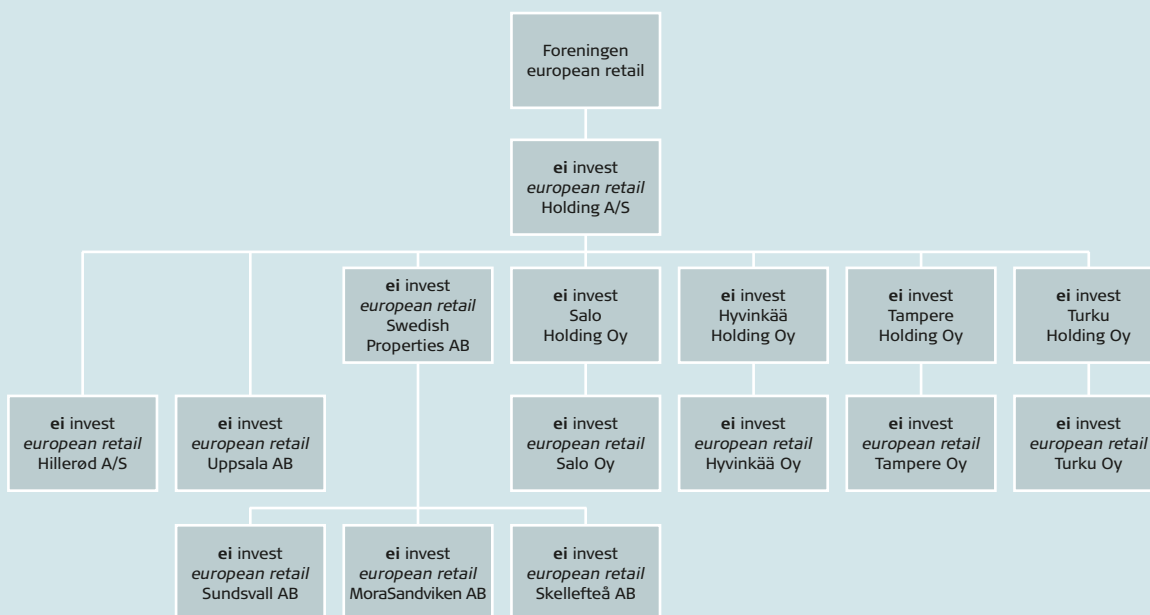 Foreningen
european retail
ei invest
european retail
Holding A/S
ei invest
european retail
Swedish
Properties AB
ei invest
Salo
Holding Oy
ei invest
Hyvinkää
Holding Oy
ei invest
Tampere
Holding Oy
ei invest
Turku
Holding Oy
ei invest
european retail
Hillerød A/S
ei invest
european retail
Uppsala AB
ei invest
european retail
Salo Oy
ei invest
european retail
Hyvinkää Oy
ei invest
european retail
Tampere Oy
ei invest
european retail
Turku Oy
ei invest
european retail
Sundsvall AB
ei invest
european retail
MoraSandviken AB
ei invest
european retail
Skellefteå AB